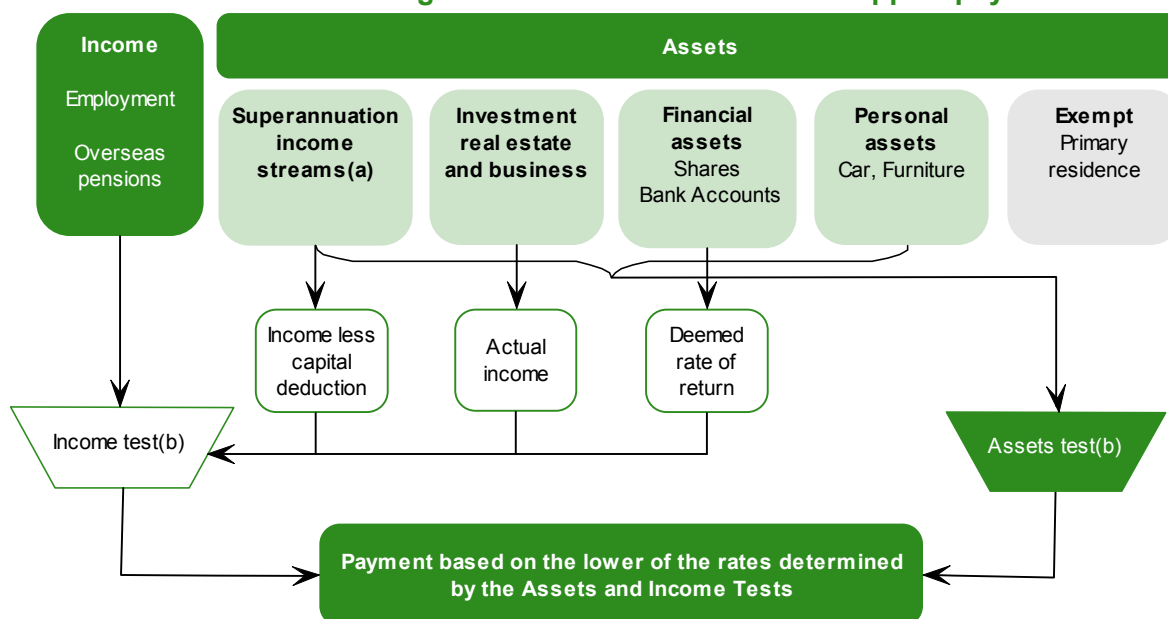 Income
Employment
Overseas
pensions
Assets
Superannuation
income
streams(a)
Investment
real estate
and business
Financial
assets
Shares
Bank Accounts
Personal
assets
Car, Furniture
Exempt
Primary
residence
Income less
capital
deduction
Actual
income
Deemed
rate of
return
Income test(b)
Assets test(b)
Payment based on the lower of the rates determined
by the Assets and Income Tests